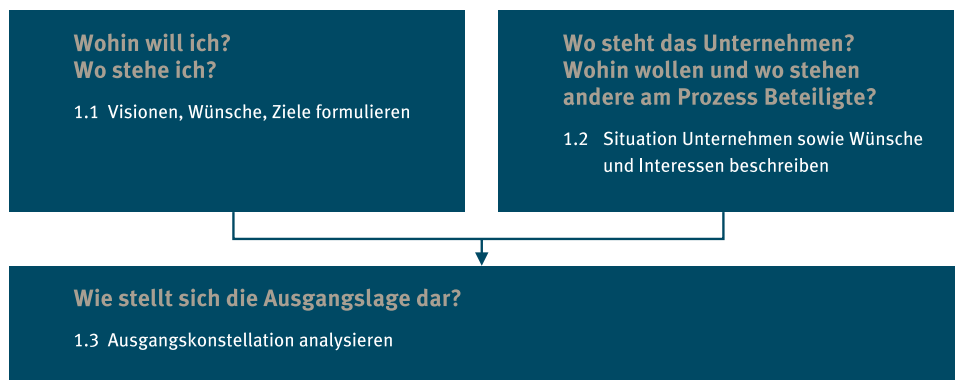 Wohin will ich?
Wo stehe ich?
1.1 Visionen, Wünsche, Ziele formulieren
Wo steht das Unternehmen?
Wohin wollen und wo stehen
andere am Prozess Beteiligte?
1.2 Situation Unternehmen sowie Wünsche
und Interessen beschreiben
Wie stellt sich die Ausgangslage dar?
1.3 Ausgangskonstellation analysieren